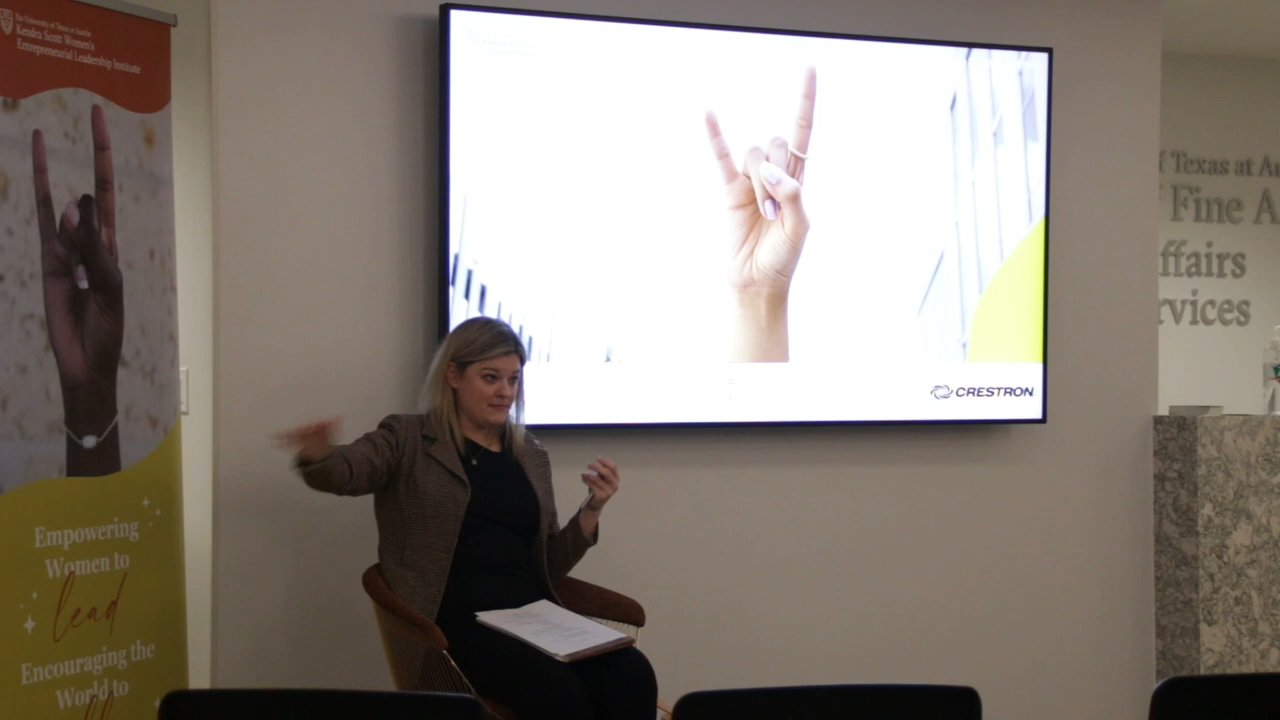 The University of Texas at Austin
Kendra Scott Women's
Entrepreneurial Leadership Institute
Empowering
Women to
lead
Encouraging the
World to
CRESTRON
f Texas at Au
Fine A
ffairs
rvices